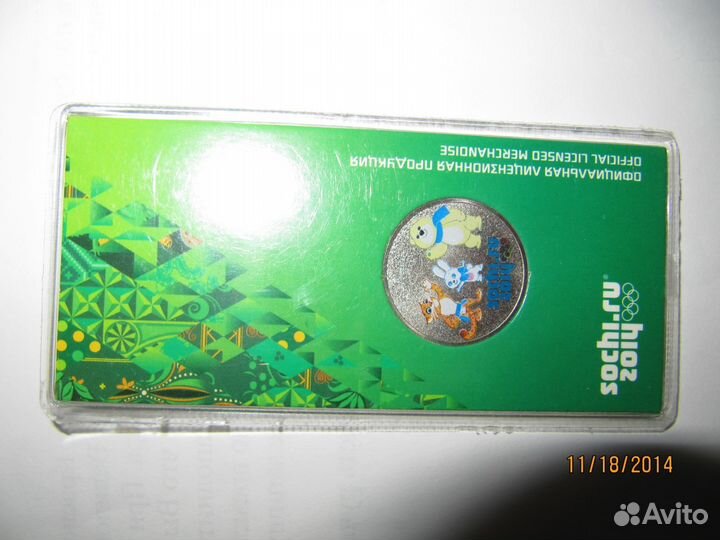 ОФИЦИАЛЬНАЯ ЛИЦЕНЗИОННАЯ ПРОДУКЦИЯ
OFFICIAL LICENSED MERCHANDISE
sochi.ru
2014
11/18/2014
Avito